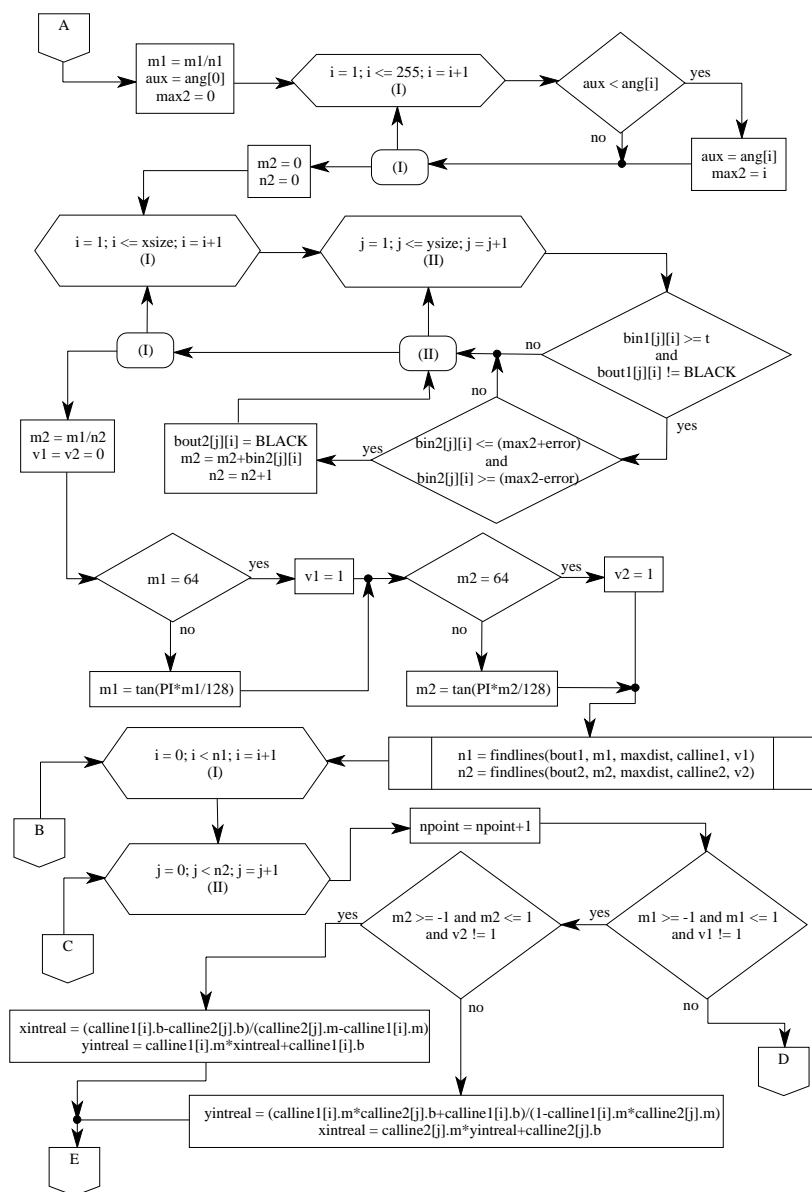 A
m1 = m1/n1
aux = ang[0]
max2 = 0
i = 1; i <= 255; i = i+1
(I)
aux < ang[i]
yes
no
aux = ang[i]
max2 = i
(I)
m2 = 0
n2 = 0
i = 1; i <= xsize; i = i+1
(I)
j = 1; j <= ysize; j = j+1
(II)
bin1[j][i] >= t
and
bout1[j][i] != BLACK
no
yes
(II)
(I)
no
bin2[j][i] <= (max2+error)
and
bin2[j][i] >= (max2-error)
yes
bout2[j][i] = BLACK
m2 = m2+bin2[j][i]
n2 = n2+1
m2 = m1/n2
v1 = v2 = 0
m1 = 64
yes
v1 = 1
no
m1 = tan(PI*m1/128)
m2 = 64
yes
v2 = 1
no
m2 = tan(PI*m2/128)
n1 = findlines(bout1, m1, maxdist, calline1, v1)
n2 = findlines(bout2, m2, maxdist, calline2, v2)
i = 0; i < n1; i = i+1
(I)
B
j = 0; j < n2; j = j+1
(II)
C
npoint = npoint+1
m1 >= -1 and m1 <= 1
and v1 != 1
yes
no
D
m2 >= -1 and m2 <= 1
and v2 != 1
yes
no
xintreal = (calline1[i].b-calline2[j].b)/(calline2[j].m-calline1[i].m)
yintreal = calline1[i].m*xintreal+calline1[i].b
yintreal = (calline1[i].m*calline2[j].b+calline1[i].b)/(1-calline1[i].m*calline2[j].m)
xintreal = calline2[j].m*yintreal+calline2[j].b
E